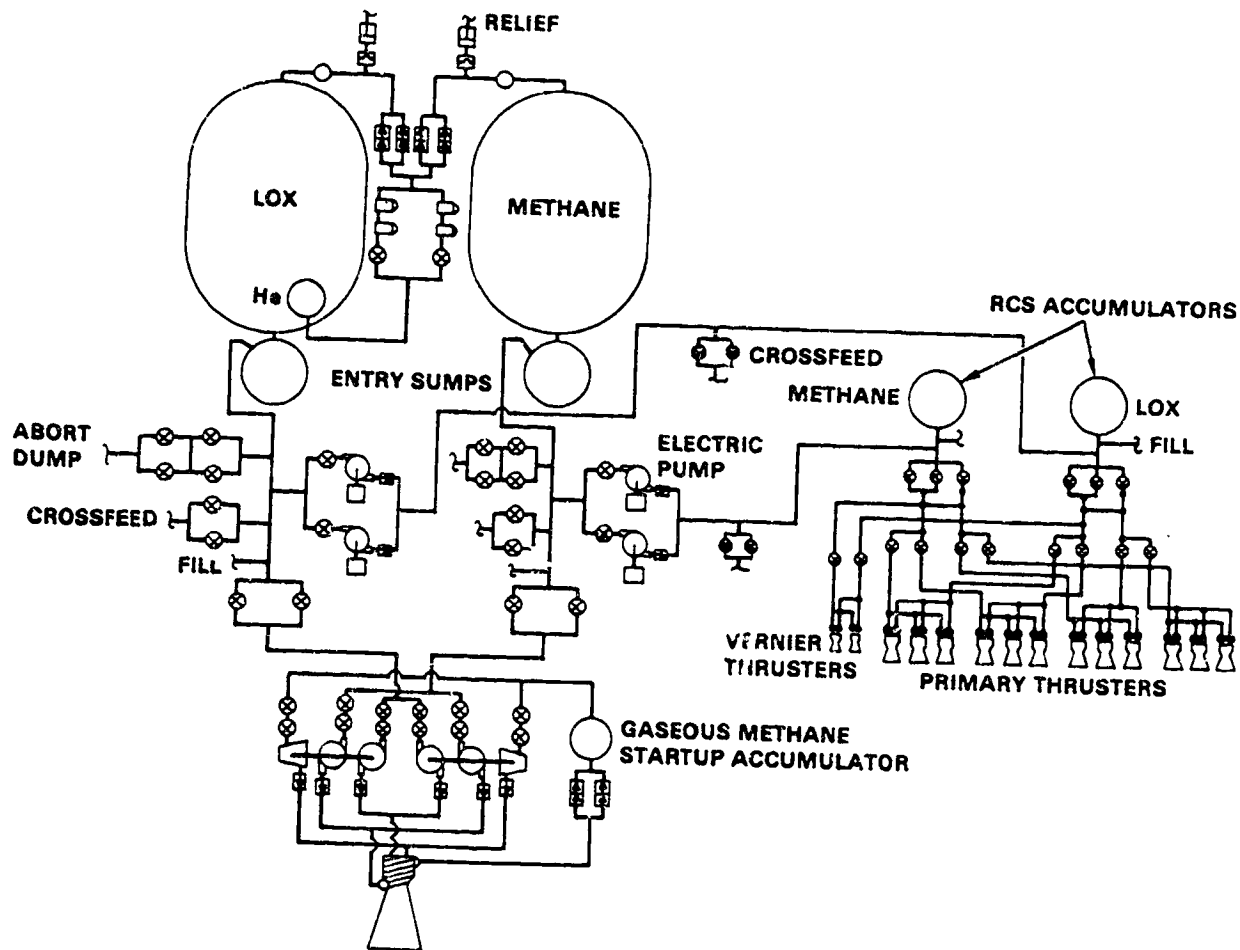 RELIEF
LOX
METHANE
He
RCS ACCUMULATORS
ENTRY SUMPS
CROSSFEED
METHANE
LOX
ABORT
DUMP
ELECTRIC
PUMP
FILL
CROSSFEED
FILL
VERNIER
THRUSTERS
PRIMARY THRUSTERS
GASEOUS METHANE
STARTUP ACCUMULATOR